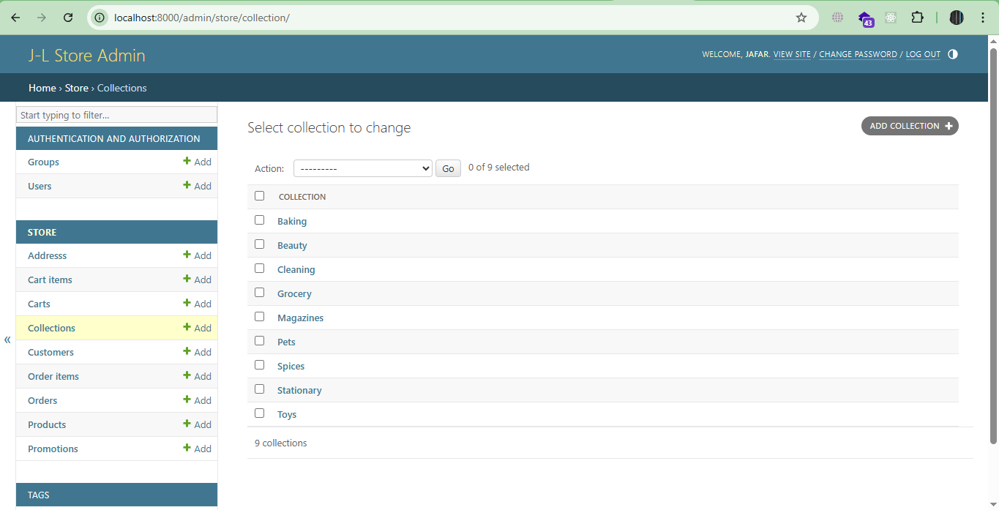 localhost:8000/admin/store/collection/
43
J-L Store Admin
WELCOME, JAFAR. VIEW SITE / CHANGE PASSWORD / LOG OUT
Home › Store › Collections
Start typing to filter...
AUTHENTICATION AND AUTHORIZATION
Groups + Add
Users + Add
STORE
Addresss + Add
Cart items + Add
Carts + Add
Collections + Add
Customers + Add
Order items + Add
Orders + Add
Products + Add
Promotions + Add
TAGS
«
Select collection to change
ADD COLLECTION +
Action: --------- Go 0 of 9 selected
COLLECTION
Baking
Beauty
Cleaning
Grocery
Magazines
Pets
Spices
Stationary
Toys
9 collections